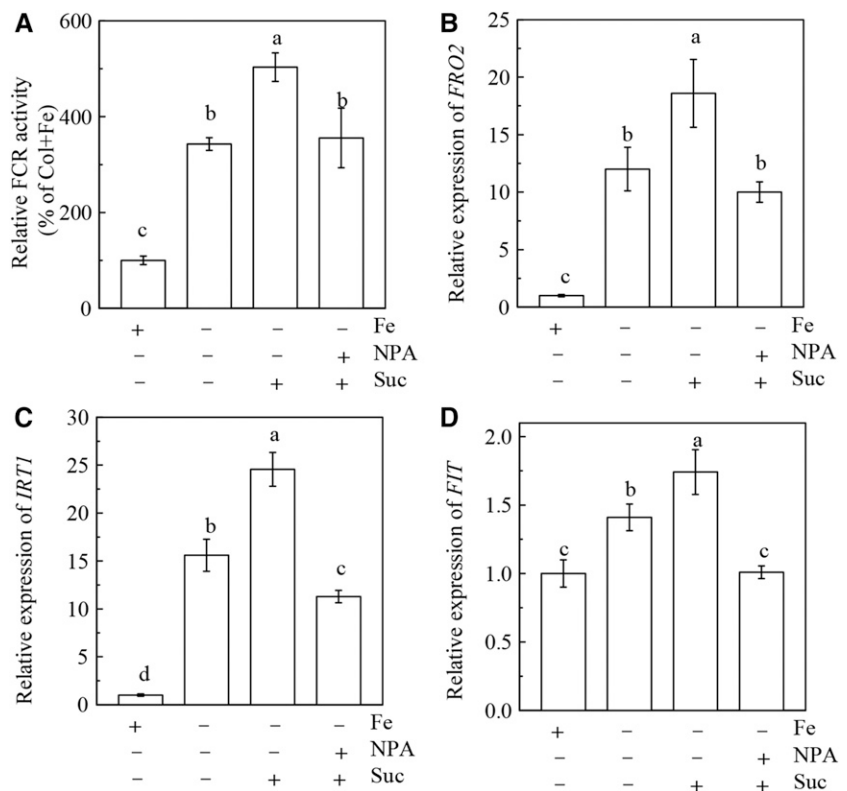 A
Relative FCR activity
(% of Col+Fe)
600
400
200
0
c
b
a
b
+ − − − Fe
− − − + NPA
− − + + Suc
B
Relative expression of FRO2
25
20
15
10
5
0
c
b
a
b
+ − − − Fe
− − − + NPA
− − + + Suc
C
Relative expression of IRT1
30
25
20
15
10
5
0
d
b
a
c
+ − − − Fe
− − − + NPA
− − + + Suc
D
Relative expression of FIT
2.0
1.5
1.0
0.5
0.0
c
b
a
c
+ − − − Fe
− − − + NPA
− − + + Suc